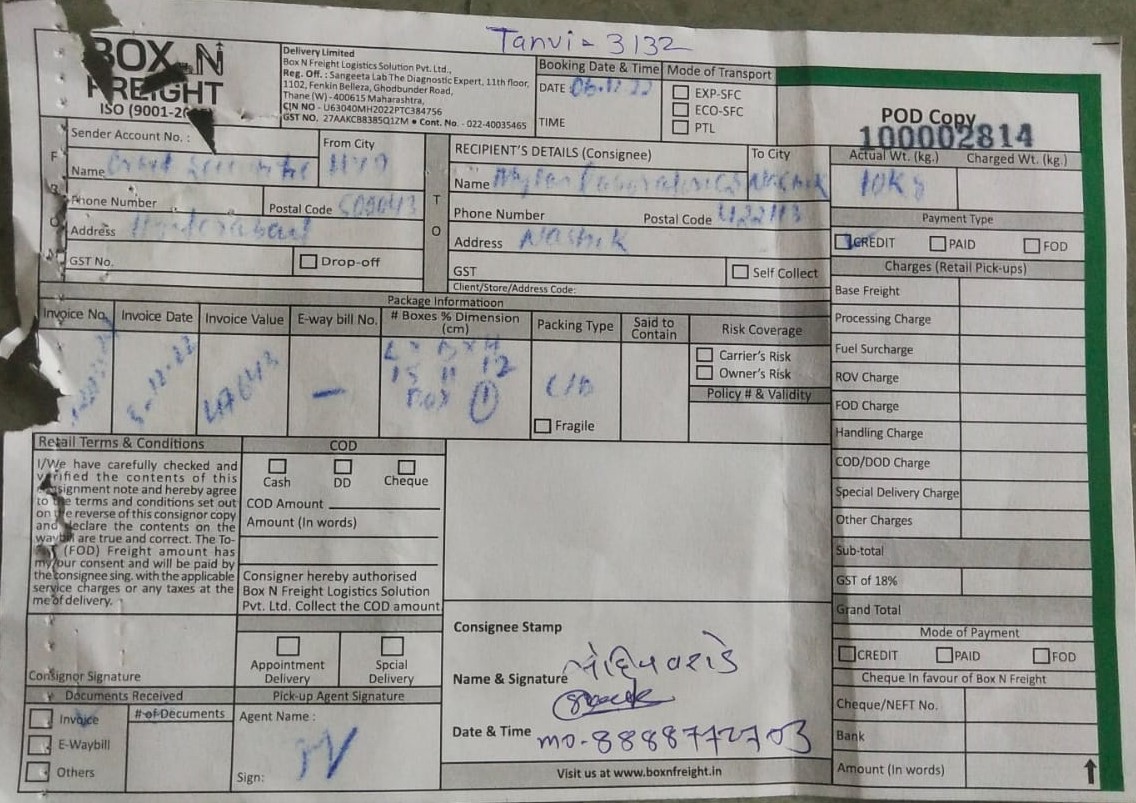 Tanvi - 3132
BOX N
FREIGHT
ISO (9001-20
Delivery Limited
Box N Freight Logistics Solution Pvt. Ltd.,
Reg. Off. : Sangeeta Lab The Diagnostic Expert, 11th floor,
1102, Fenkin Belleza, Ghodbunder Road,
Thane (W) - 400615 Maharashtra,
CIN NO - U63040MH2022PTC384756
GST NO. 27AAKCB8385Q1ZM • Cont. No. - 022-40035465
Booking Date & Time
DATE 06.12.22
TIME
Mode of Transport
EXP-SFC
ECO-SFC
PTL
POD Copy
100002814
Sender Account No. :
From City
Name HYD
Phone Number
Postal Code
Address Hyderabad
GST No.
Drop-off
F
R
O
T
O
RECIPIENT'S DETAILS (Consignee)
To City
Name Mylan Laboratories Nashik
Phone Number
Postal Code 422113
Address Nashik
GST
Self Collect
Client/Store/Address Code:
Actual Wt. (kg.)
Charged Wt. (kg.)
10Kg
Payment Type
CREDIT
PAID
FOD
Charges (Retail Pick-ups)
Base Freight
Processing Charge
Fuel Surcharge
ROV Charge
FOD Charge
Handling Charge
COD/DOD Charge
Special Delivery Charge
Other Charges
Sub-total
GST of 18%
Grand Total
Mode of Payment
CREDIT
PAID
FOD
Cheque In favour of Box N Freight
Cheque/NEFT No.
Bank
Amount (In words)
Package Informatioon
Invoice No.
Invoice Date
Invoice Value
E-way bill No.
# Boxes % Dimension
(cm)
Packing Type
Said to
Contain
Risk Coverage
-12-22
47643
—
L B H
15 11 12
Box 1
C/B
Fragile
Carrier's Risk
Owner's Risk
Policy # & Validity
Retail Terms & Conditions
I/We have carefully checked and
verified the contents of this
consignment note and hereby agree
to the terms and conditions set out
on the reverse of this consignor copy
and declare the contents on the
waybill are true and correct. The To-
(FOD) Freight amount has
my/our consent and will be paid by
the consignee sing. with the applicable
service charges or any taxes at the
me of delivery.
Consignor Signature
COD
Cash
DD
Cheque
COD Amount
Amount (In words)
Consigner hereby authorised
Box N Freight Logistics Solution
Pvt. Ltd. Collect the COD amount
Appointment
Delivery
Spcial
Delivery
Documents Received
Invoice
E-Waybill
Others
# of Decuments
Pick-up Agent Signature
Agent Name :
Sign:
Consignee Stamp
Name & Signature
Date & Time mo-8888772703
Visit us at www.boxnfreight.in